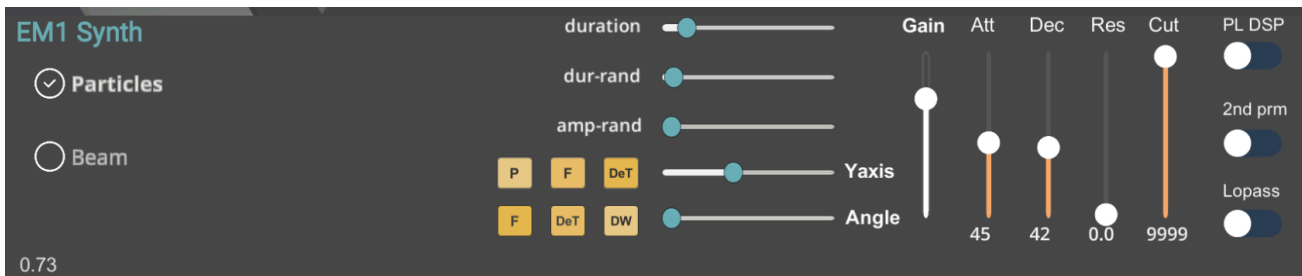 EM1 Synth
Particles
Beam
0.73
duration
dur-rand
amp-rand
P F DeT Yaxis
F DeT DW Angle
Gain Att Dec Res Cut
45 42 0.0 9999
PL DSP
2nd prm
Lopass